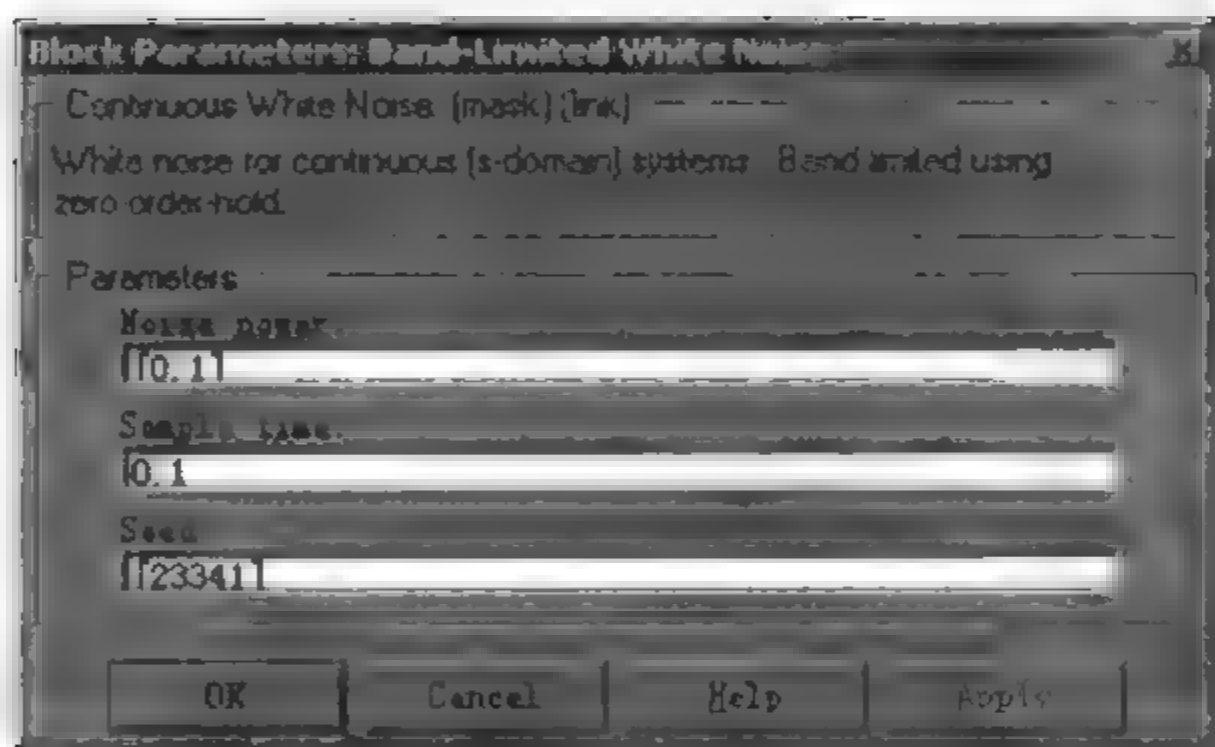 Block Parameters: Band-Limited White Noise
Continuous White Noise. (mask) (link)
White noise for continuous (s-domain) systems. Band limited using
zero-order-hold.
Parameters
Noise power:
[0.1]
Sample time:
0.1
Seed
[23341]
OK Cancel Help Apply